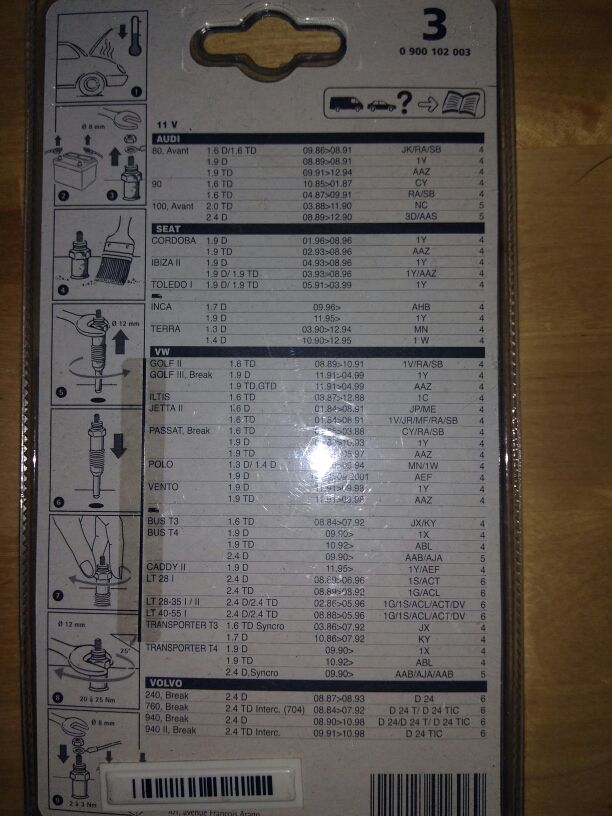 3
0 900 102 003
?
1
Ø 8 mm
2
3
4
Ø 12 mm
5
6
7
Ø 12 mm
25°
8
20 à 25 Nm
Ø 8 mm
9
2 à 3 Nm
11 V
AUDI
80, Avant 1.6 D/1.6 TD 09.86>08.91 JK/RA/SB 4
1.9 D 08.89>08.91 1Y 4
1.9 TD 09.91>12.94 AAZ 4
90 1.6 TD 10.85>01.87 CY 4
1.6 TD 04.87>09.91 RA/SB 4
100, Avant 2.0 TD 03.88>11.90 NC 5
2.4 D 08.89>12.90 3D/AAS 5
SEAT
CORDOBA 1.9 D 01.96>08.96 1Y 4
1.9 TD 02.93>08.96 AAZ 4
IBIZA II 1.9 D 04.93>08.96 1Y 4
1.9 D/ 1.9 TD 03.93>08.96 1Y/AAZ 4
TOLEDO I 1.9 D/ 1.9 TD 05.91>03.99 1Y 4
INCA 1.7 D 09.96> AHB 4
1.9 D 11.95> 1Y 4
TERRA 1.3 D 03.90>12.94 MN 4
1.4 D 10.90>12.95 1 W 4
VW
GOLF II 1.6 TD 08.89>10.91 1V/RA/SB 4
GOLF III, Break 1.9 D 11.91>04.99 1Y 4
1.9 TD,GTD 11.91>04.99 AAZ 4
ILTIS 1.6 TD 03.87>12.88 1C 4
JETTA II 1.6 D 01.84>08.91 JP/ME 4
1.6 TD 01.84>08.91 1V/JR/MF/RA/SB 4
PASSAT, Break 1.6 TD CY/RA/SB 4
1.9 D 1Y 4
1.9 TD AAZ 4
POLO 1.3 D/ 1.4 D MN/1W 4
1.9 D AEF 4
VENTO 1.9 D 1Y 4
1.9 TD AAZ 4
BUS T3 1.6 TD 08.84>07.92 JX/KY 4
BUS T4 1.9 D 09.90> 1X 4
1.9 TD 10.92> ABL 4
2.4 D 09.90> AAB/AJA 5
CADDY II 1.9 D 11.95> 1Y/AEF 4
LT 28 I 2.4 D 08.89>06.96 1S/ACT 6
2.4 TD 08.89>03.92 1G/ACL 6
LT 28-35 I / II 2.4 D/2.4 TD 02.86>05.96 1G/1S/ACL/ACT/DV 6
LT 40-55 I 2.4 D/2.4 TD 08.88>05.96 1G/1S/ACL/ACT/DV 6
TRANSPORTER T3 1.6 TD Syncro 03.86>07.92 JX 4
1.7 D 10.86>07.92 KY 4
TRANSPORTER T4 1.9 D 09.90> 1X 4
1.9 TD 10.92> ABL 4
2.4 D,Syncro 09.90> AAB/AJA/AAB 5
VOLVO
240, Break 2.4 D 08.87>08.93 D 24 6
760, Break 2.4 TD Interc. (704) 08.84>07.92 D 24 T/ D 24 TIC 6
940, Break 2.4 D 08.90>10.98 D 24/D 24 T/ D 24 TIC 6
940 II, Break 2.4 TD Interc. 09.91>10.98 D 24 TIC 6
101, avenue François Arago